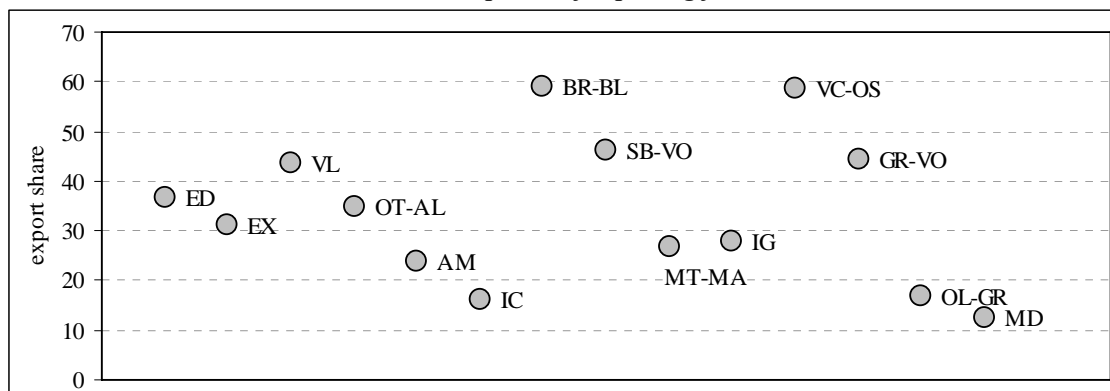 70
60
50
40
30
20
10
0
export share
ED
EX
VL
OT-AL
AM
IC
BR-BL
SB-VO
MT-MA
IG
VC-OS
GR-VO
OL-GR
MD